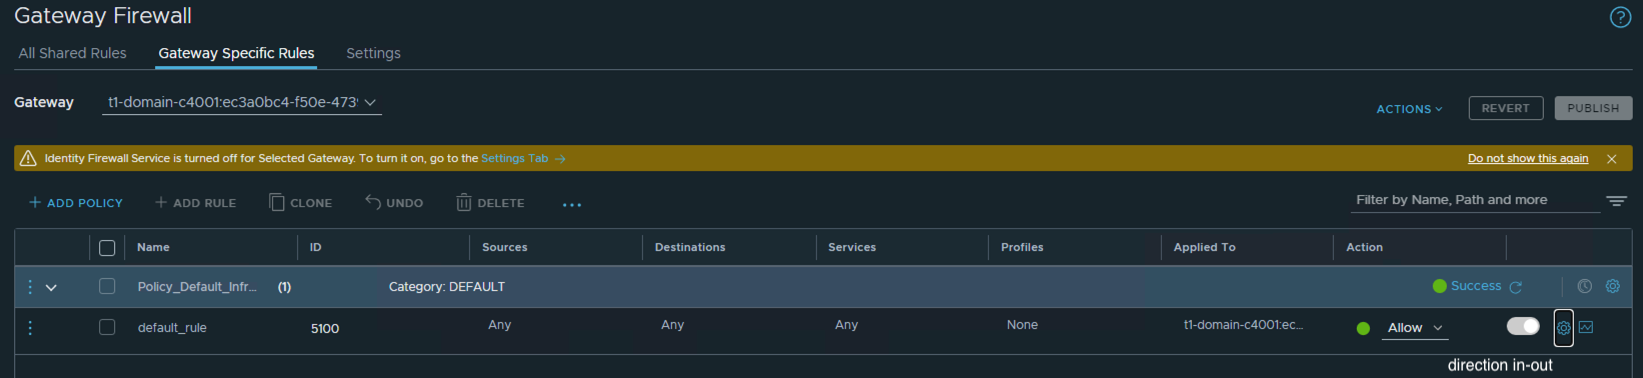 Gateway Firewall
All Shared Rules Gateway Specific Rules Settings
Gateway t1-domain-c4001:ec3a0bc4-f50e-473
ACTIONS REVERT PUBLISH
Identity Firewall Service is turned off for Selected Gateway. To turn it on, go to the Settings Tab → Do not show this again
+ ADD POLICY + ADD RULE CLONE UNDO DELETE ... Filter by Name, Path and more
Name ID Sources Destinations Services Profiles Applied To Action
Policy_Default_Infr... (1) Category: DEFAULT Success
default_rule 5100 Any Any Any None t1-domain-c4001:ec... Allow
direction in-out